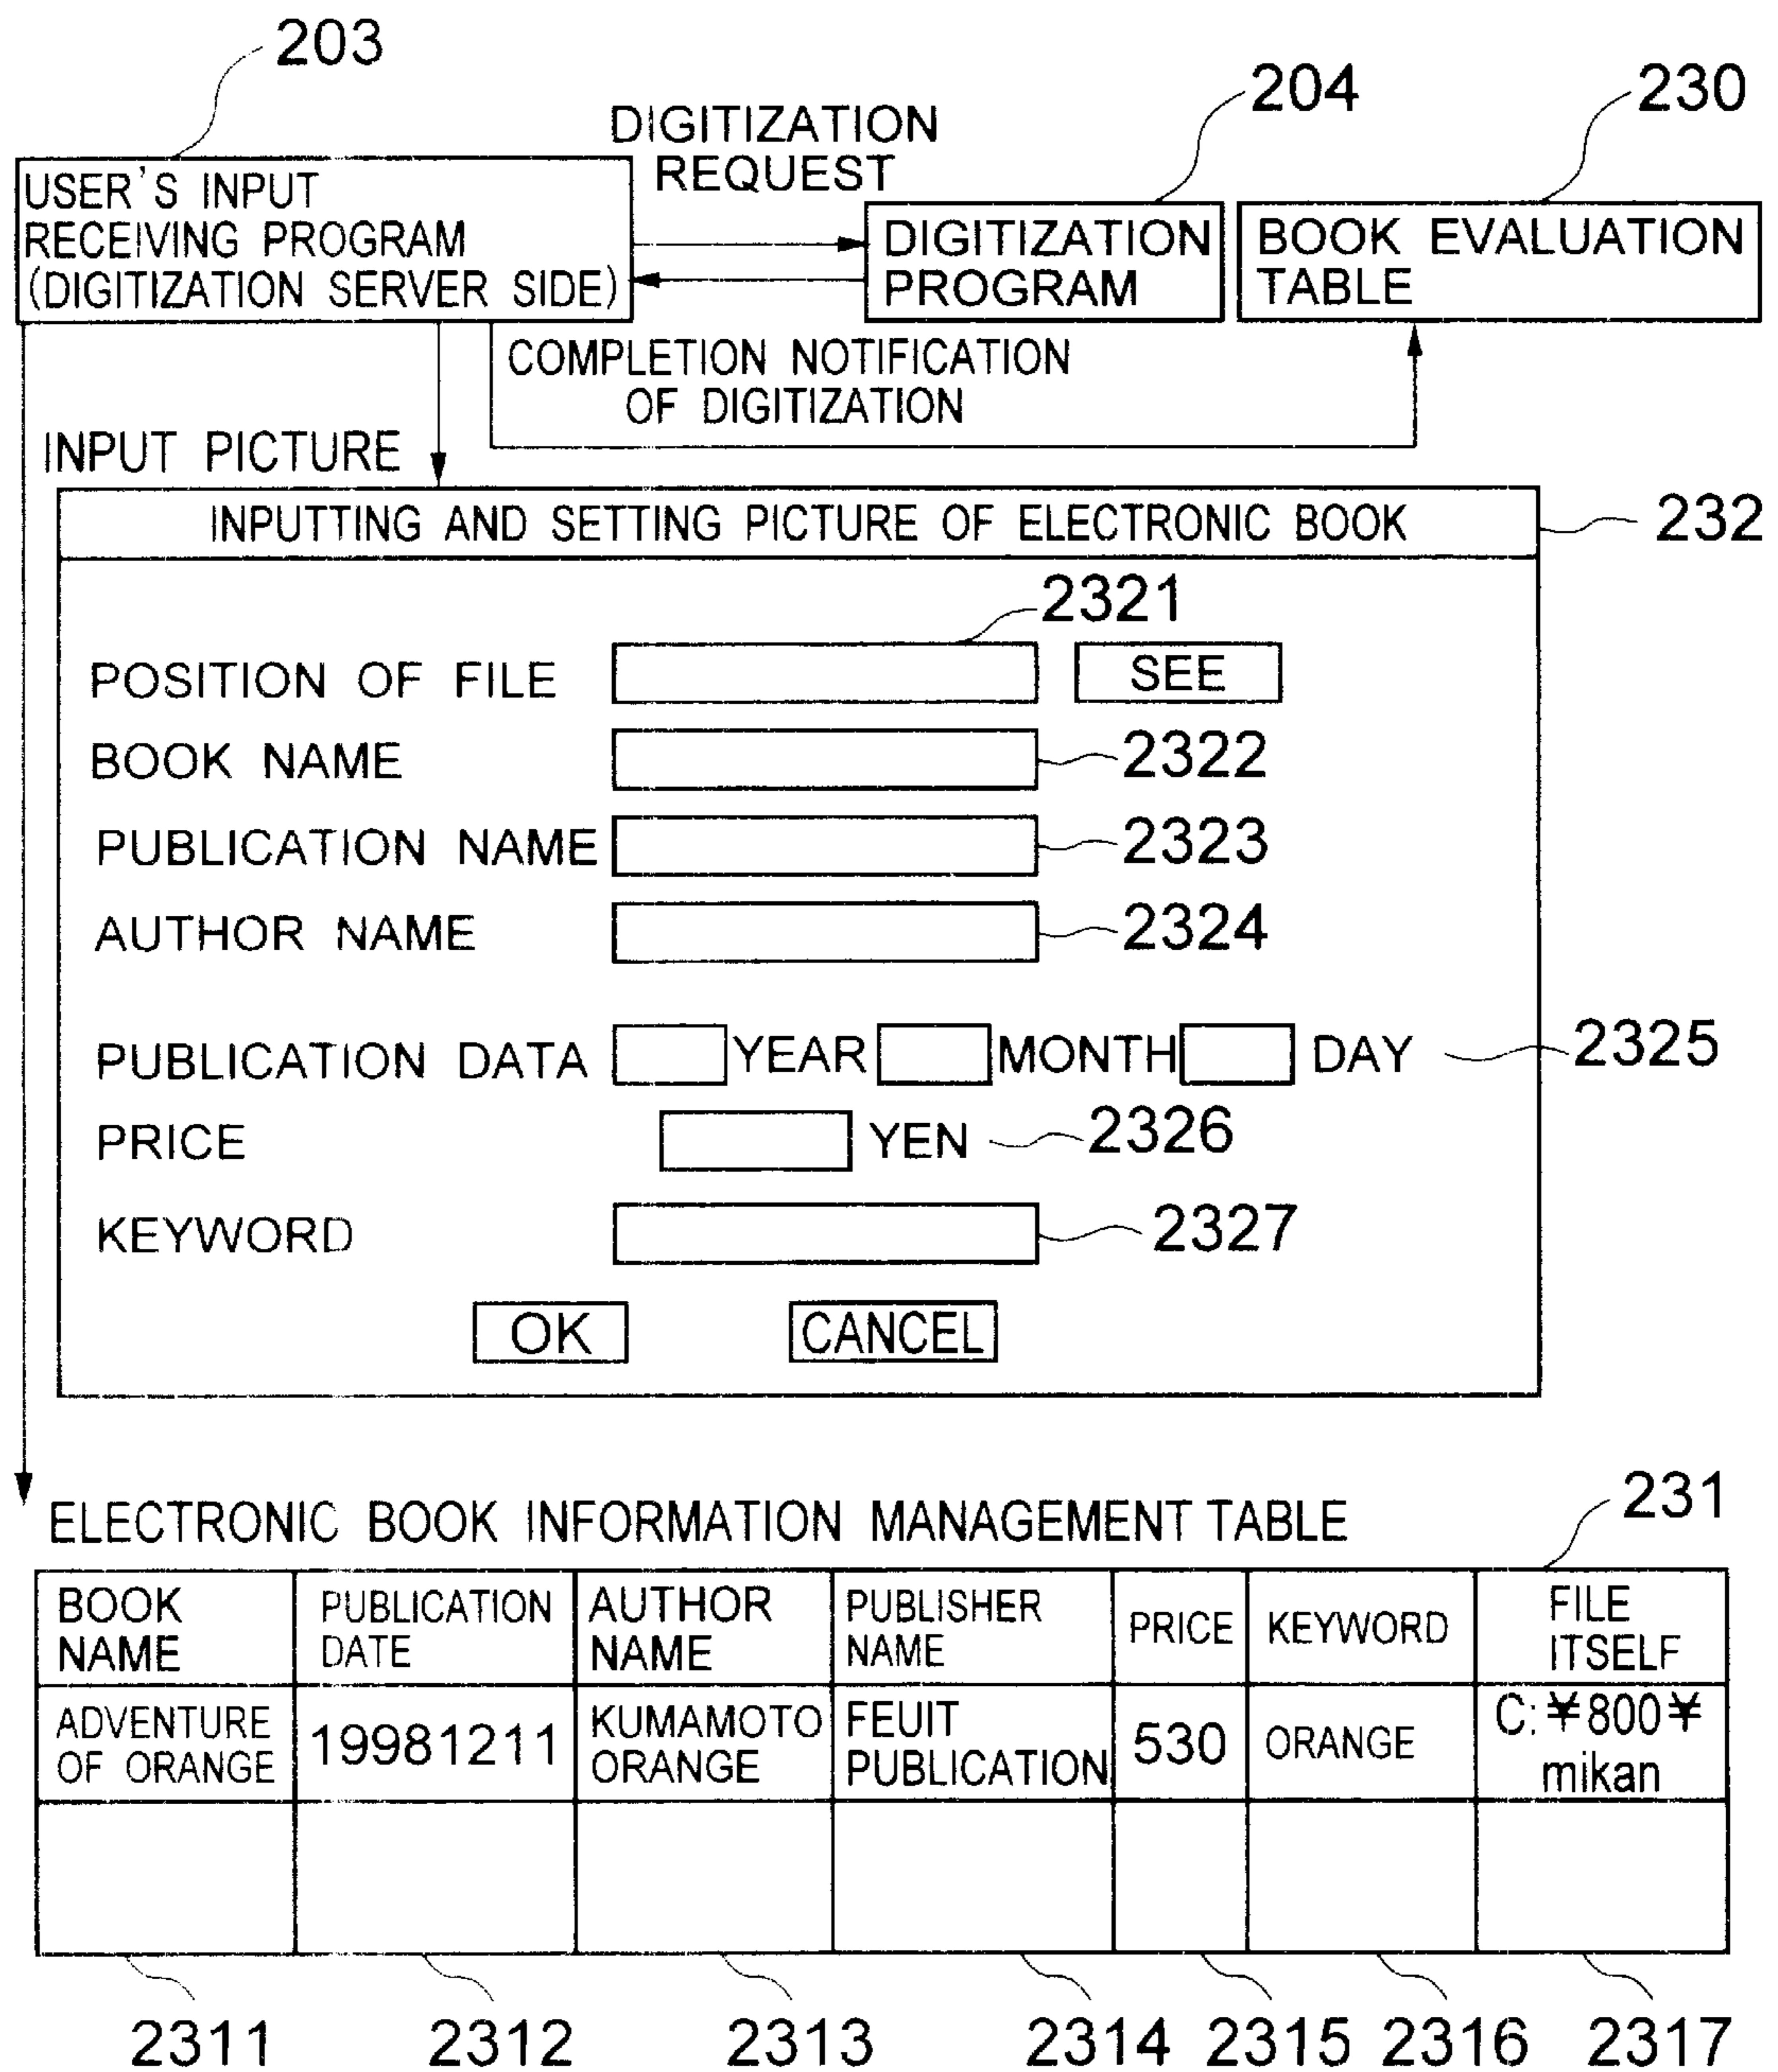 203
204
230
DIGITIZATION
REQUEST
USER'S INPUT
RECEIVING PROGRAM
(DIGITIZATION SERVER SIDE)
DIGITIZATION
PROGRAM
BOOK EVALUATION
TABLE
COMPLETION NOTIFICATION
OF DIGITIZATION
INPUT PICTURE
INPUTTING AND SETTING PICTURE OF ELECTRONIC BOOK
232
2321
POSITION OF FILE SEE
BOOK NAME 2322
PUBLICATION NAME 2323
AUTHOR NAME 2324
PUBLICATION DATA YEAR MONTH DAY 2325
PRICE YEN 2326
KEYWORD 2327
OK CANCEL
231
ELECTRONIC BOOK INFORMATION MANAGEMENT TABLE
BOOK
NAME
PUBLICATION
DATE
AUTHOR
NAME
PUBLISHER
NAME
PRICE
KEYWORD
FILE
ITSELF
ADVENTURE
OF ORANGE
19981211
KUMAMOTO
ORANGE
FEUIT
PUBLICATION
530
ORANGE
C:¥800¥
mikan
2311 2312 2313 2314 2315 2316 2317